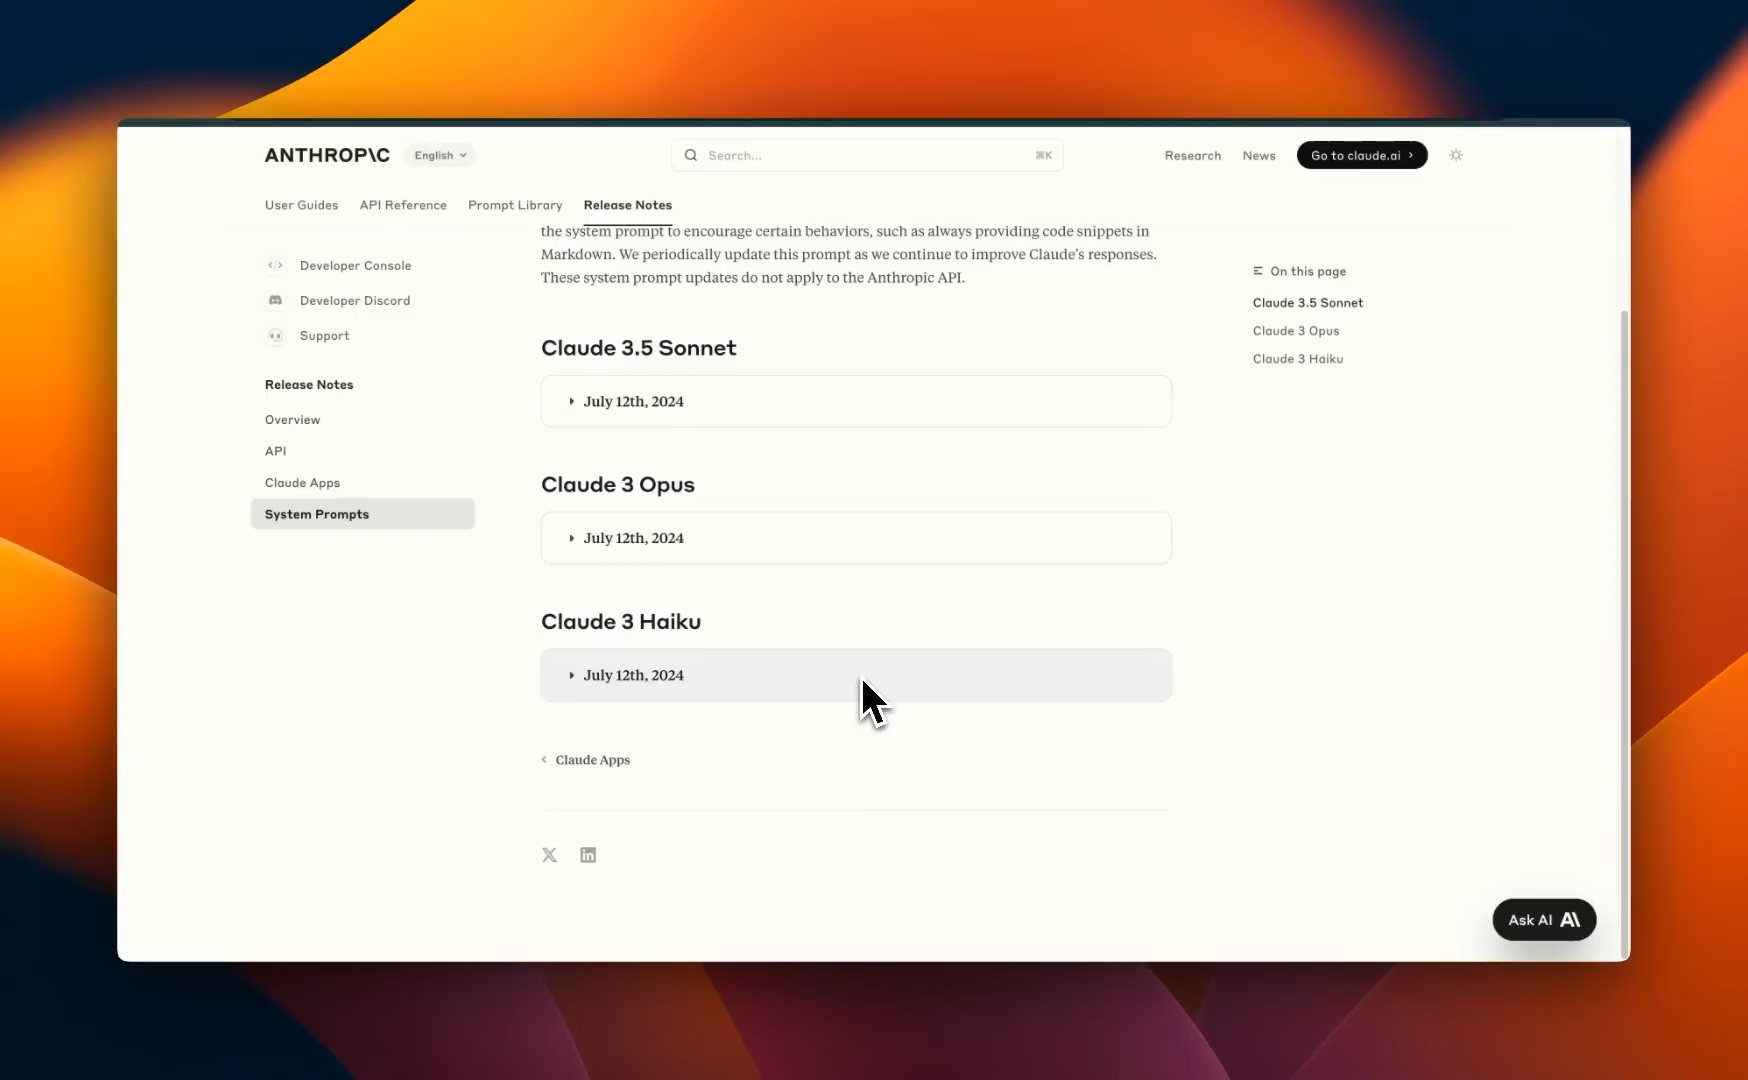 ANTHROP\C
English
Search...
⌘K
Research
News
Go to claude.ai ›
User Guides
API Reference
Prompt Library
Release Notes
Developer Console
Developer Discord
Support
Release Notes
Overview
API
Claude Apps
System Prompts
the system prompt to encourage certain behaviors, such as always providing code snippets in
Markdown. We periodically update this prompt as we continue to improve Claude’s responses.
These system prompt updates do not apply to the Anthropic API.
Claude 3.5 Sonnet
July 12th, 2024
Claude 3 Opus
July 12th, 2024
Claude 3 Haiku
July 12th, 2024
‹ Claude Apps
On this page
Claude 3.5 Sonnet
Claude 3 Opus
Claude 3 Haiku
Ask AI A\